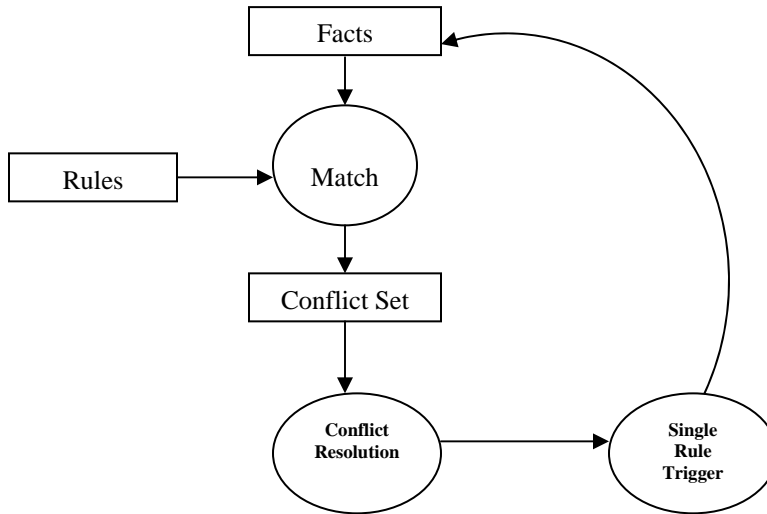 Facts
Rules
Match
Conflict Set
Conflict
Resolution
Single
Rule
Trigger